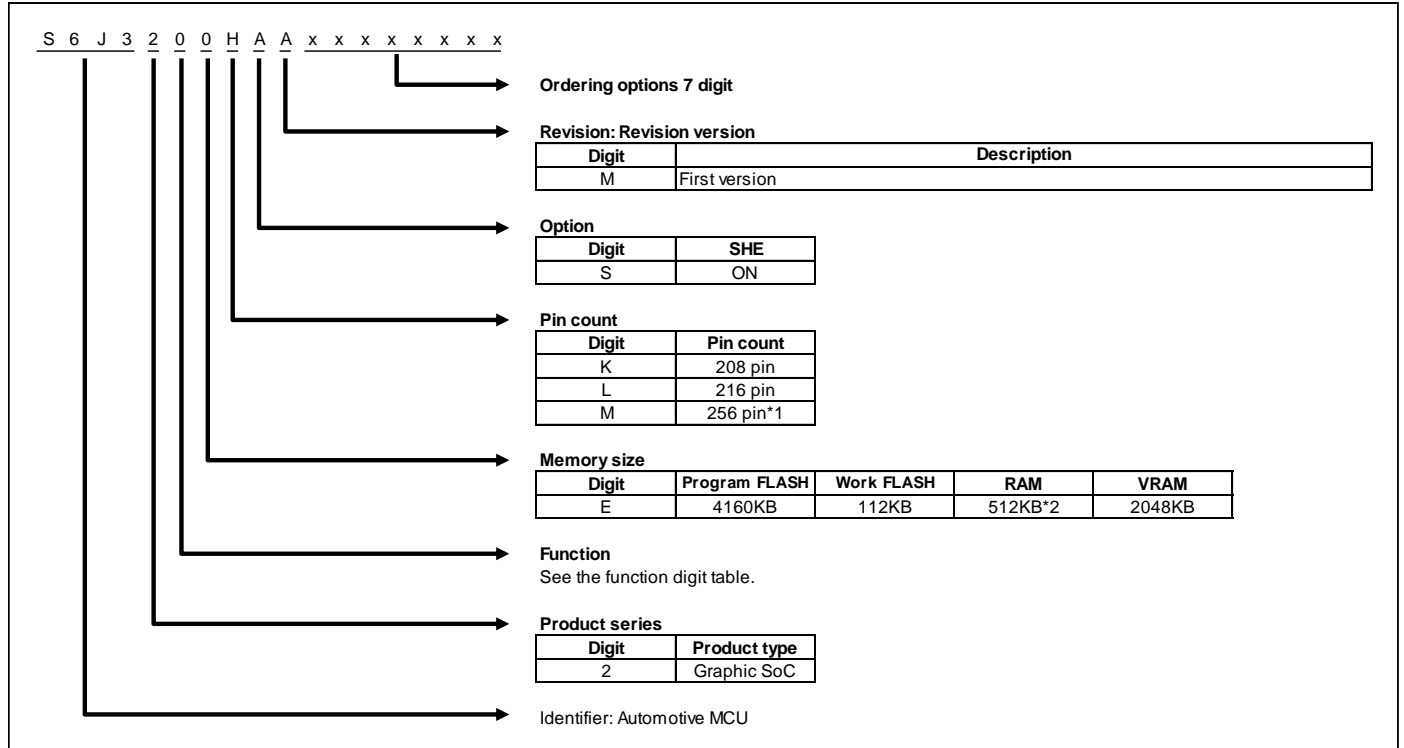 S 6 J 3 2 0 0 H A A x x x x x x x x
Ordering options 7 digit
Revision: Revision version
Digit Description
M First version
Option
Digit SHE
S ON
Pin count
Digit Pin count
K 208 pin
L 216 pin
M 256 pin*1
Memory size
Digit Program FLASH Work FLASH RAM VRAM
E 4160KB 112KB 512KB*2 2048KB
Function
See the function digit table.
Product series
Digit Product type
2 Graphic SoC
Identifier: Automotive MCU